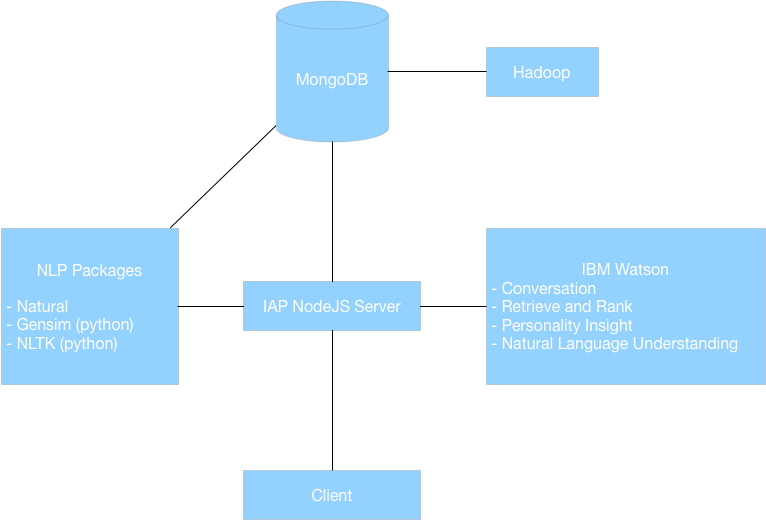 MongoDB
Hadoop
NLP Packages
- Natural
- Gensim (python)
- NLTK (python)
IAP NodeJS Server
IBM Watson
- Conversation
- Retrieve and Rank
- Personality Insight
- Natural Language Understanding
Client